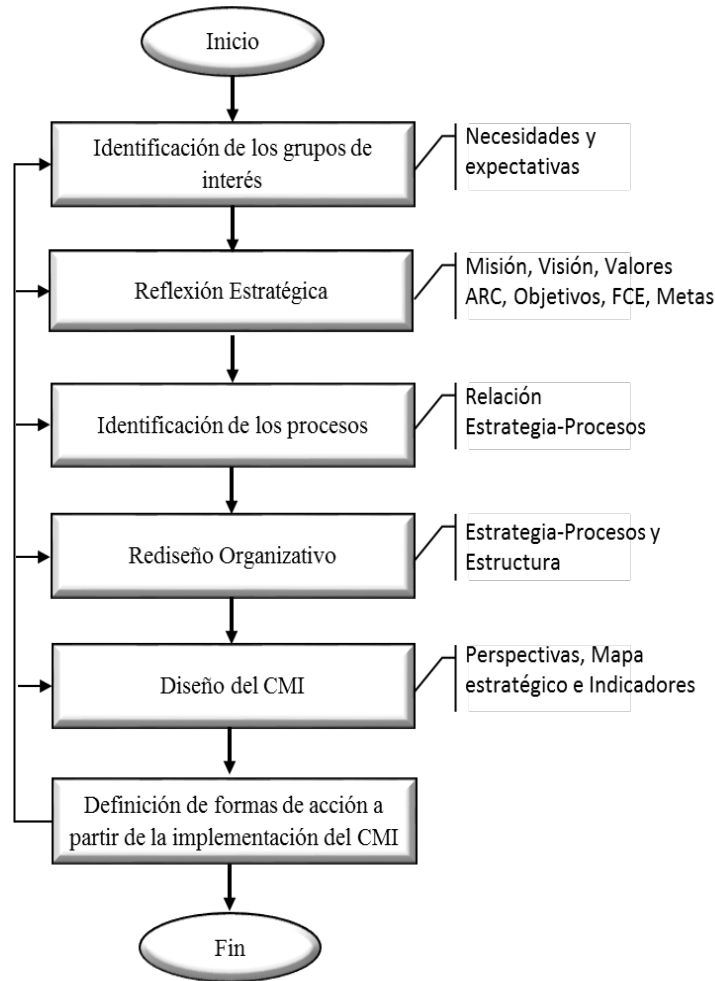 Inicio
Identificación de los grupos de
interés
Necesidades y
expectativas
Reflexión Estratégica
Misión, Visión, Valores
ARC, Objetivos, FCE, Metas
Identificación de los procesos
Relación
Estrategia-Procesos
Rediseño Organizativo
Estrategia-Procesos y
Estructura
Diseño del CMI
Perspectivas, Mapa
estratégico e Indicadores
Definición de formas de acción a
partir de la implementación del CMI
Fin